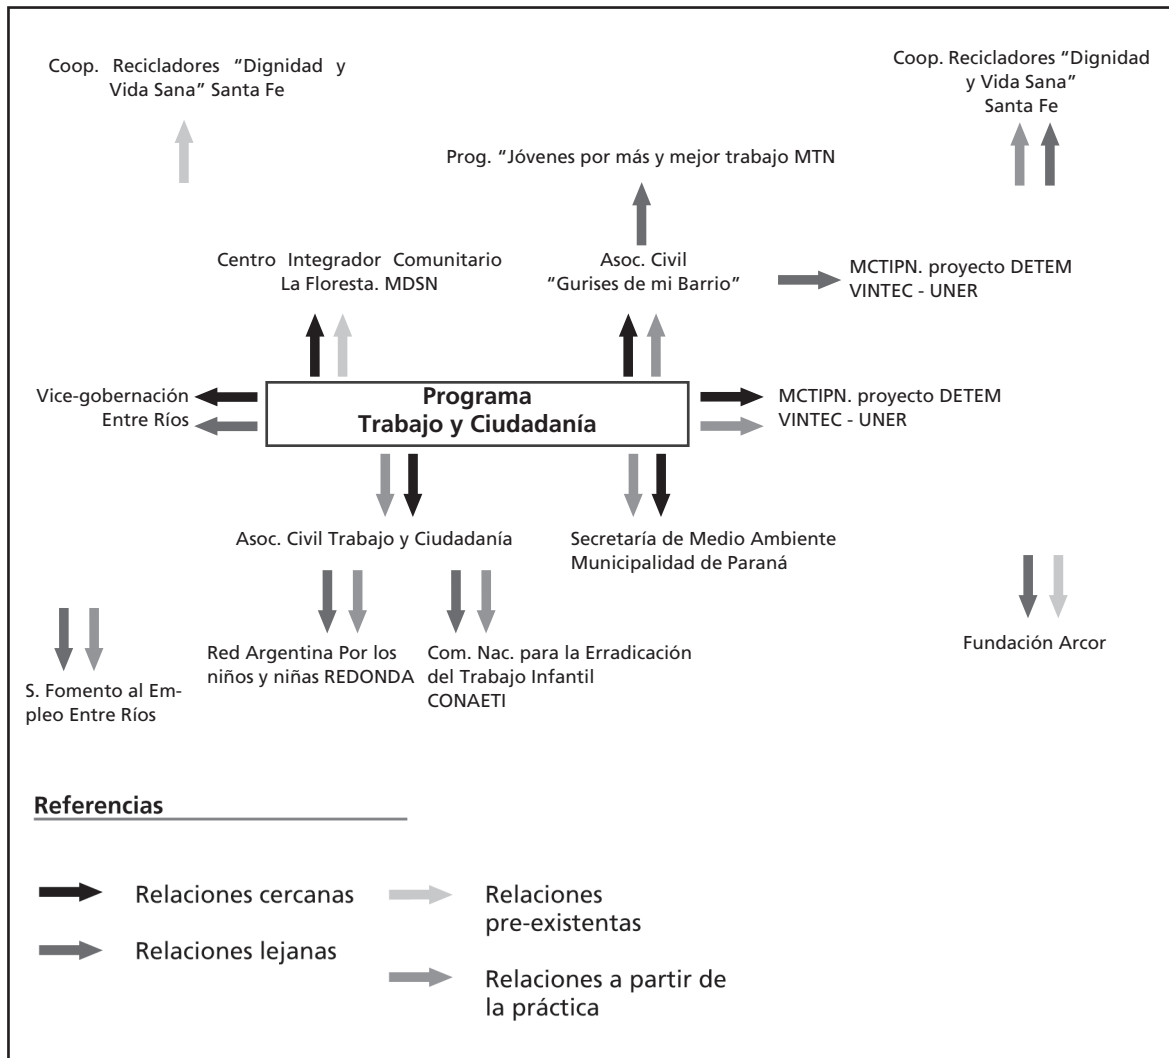 Coop. Recicladores “Dignidad y
Vida Sana” Santa Fe
Coop. Recicladores “Dignidad
y Vida Sana”
Santa Fe
Prog. “Jóvenes por más y mejor trabajo MTN
Centro Integrador Comunitario
La Floresta. MDSN
Asoc. Civil
“Gurises de mi Barrio”
MCTIPN. proyecto DETEM
VINTEC - UNER
Vice-gobernación
Entre Ríos
Programa
Trabajo y Ciudadanía
MCTIPN. proyecto DETEM
VINTEC - UNER
Asoc. Civil Trabajo y Ciudadanía
Secretaría de Medio Ambiente
Municipalidad de Paraná
S. Fomento al Em-
pleo Entre Ríos
Red Argentina Por los
niños y niñas REDONDA
Com. Nac. para la Erradicación
del Trabajo Infantil
CONAETI
Fundación Arcor
Referencias
Relaciones cercanas
Relaciones lejanas
Relaciones
pre-existentas
Relaciones a partir de
la práctica